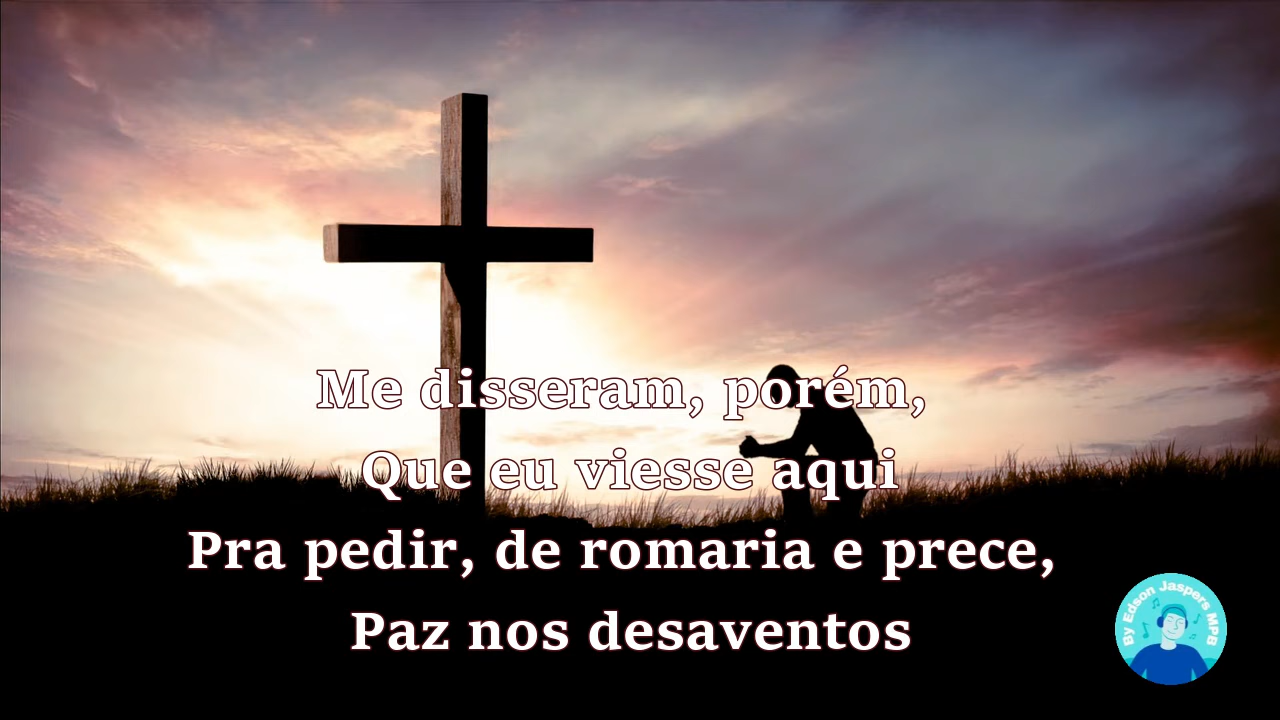 Me disseram, porém,
Que eu viesse aqui
Pra pedir, de romaria e prece,
Paz nos desaventos
By Edson Jaspers MPB